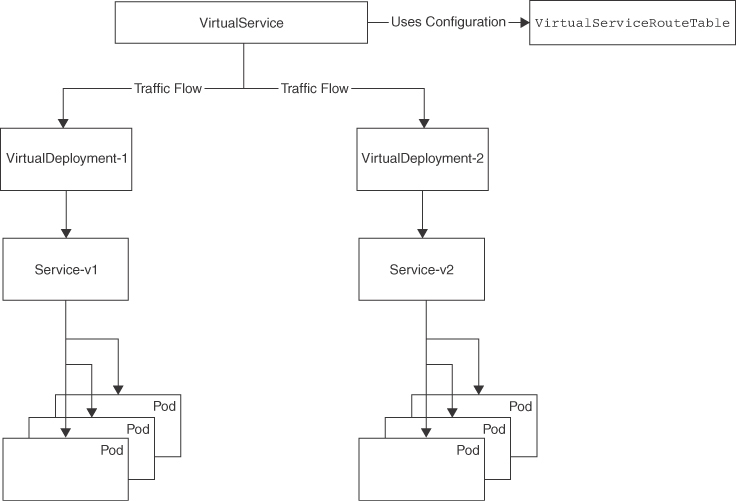 VirtualService
Uses Configuration
VirtualServiceRouteTable
Traffic Flow
Traffic Flow
VirtualDeployment-1
VirtualDeployment-2
Service-v1
Service-v2
Pod
Pod
Pod
Pod
Pod
Pod